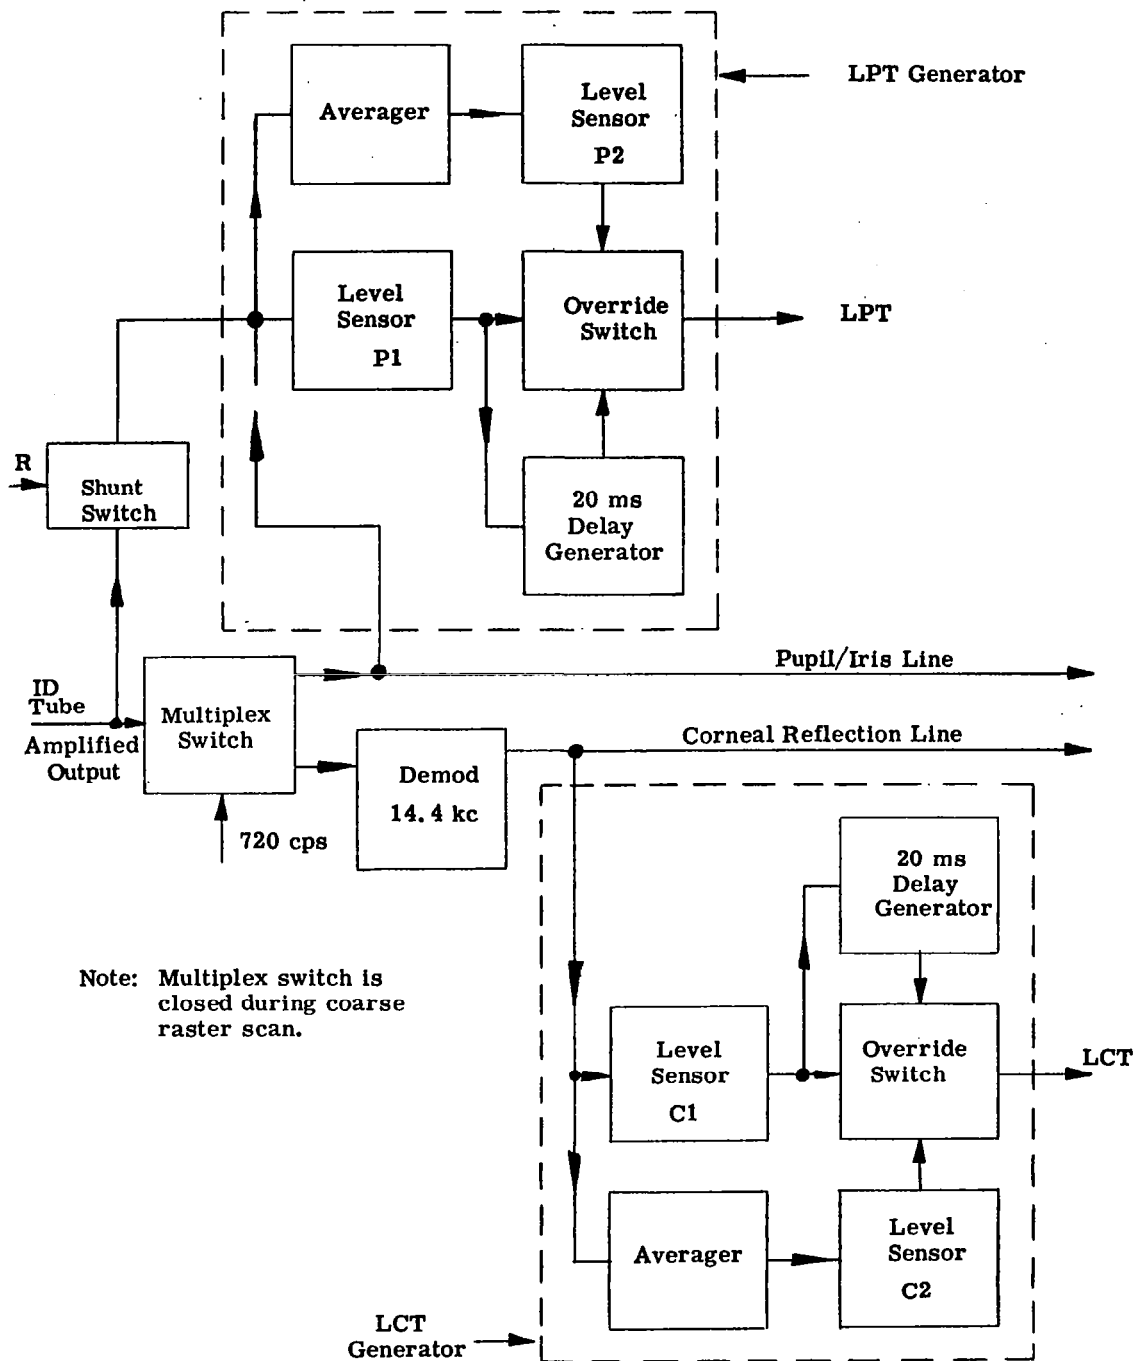 LPT Generator
Averager
Level
Sensor
P2
Level
Sensor
P1
Override
Switch
LPT
R
Shunt
Switch
20 ms
Delay
Generator
ID
Tube
Amplified
Output
Multiplex
Switch
720 cps
Pupil/Iris Line
Corneal Reflection Line
Demod
14.4 kc
20 ms
Delay
Generator
Note: Multiplex switch is
closed during coarse
raster scan.
Level
Sensor
C1
Override
Switch
LCT
Averager
Level
Sensor
C2
LCT
Generator